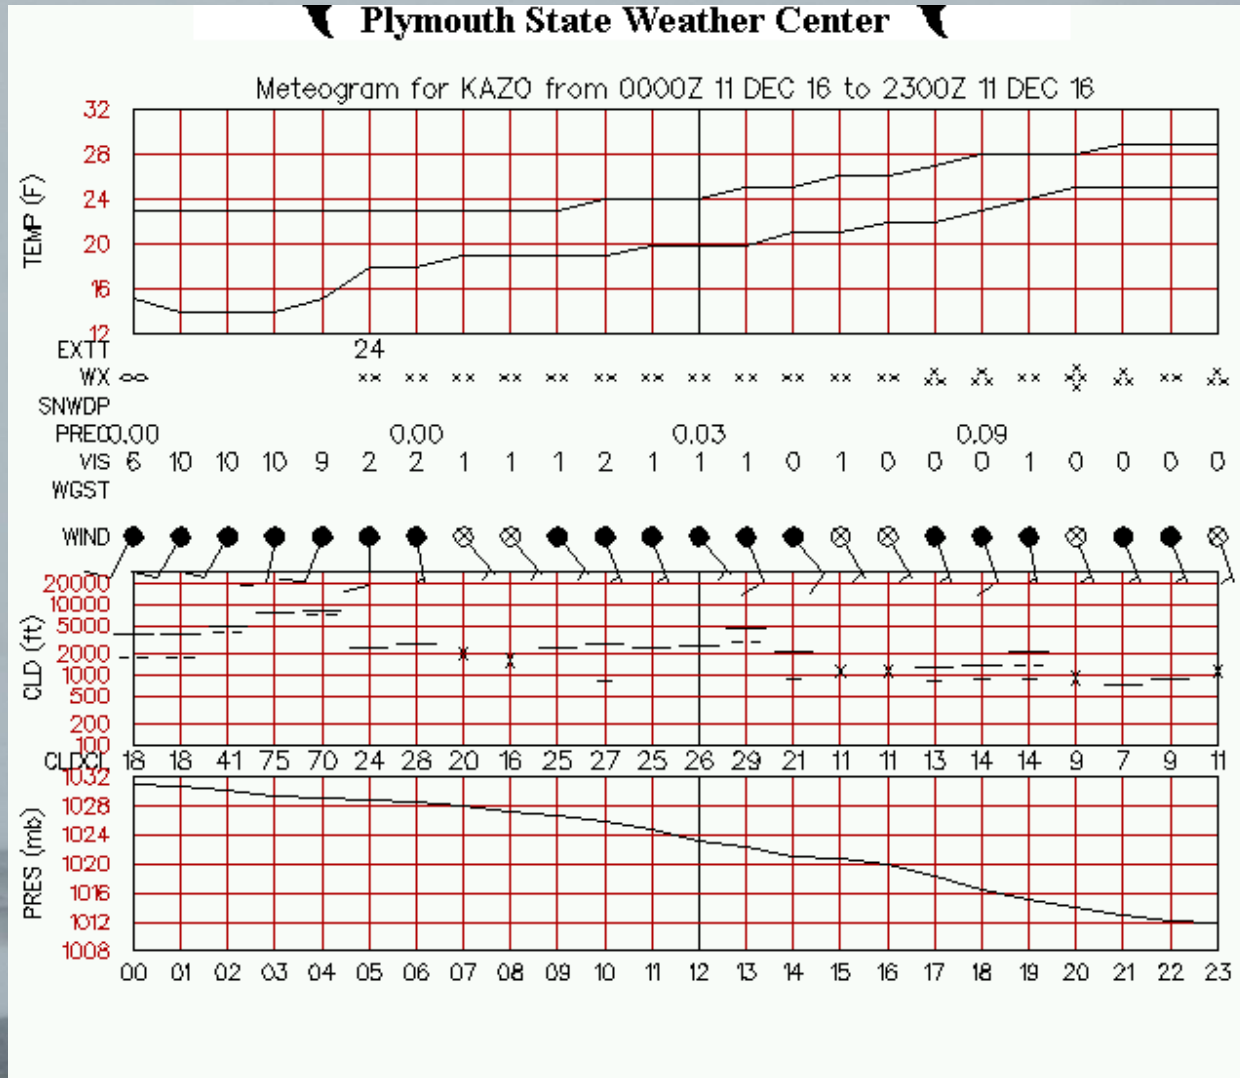 Plymouth State Weather Center
Meteogram for KAZO from 0000Z 11 DEC 16 to 2300Z 11 DEC 16
TEMP (F)
32
28
24
20
16
12
EXTT 24
WX
SNWDP
PREC 0.00 0.00 0.03 0.09
VIS 6 10 10 10 9 2 2 1 1 1 2 1 1 1 0 1 0 0 0 1 0 0 0 0
WGST
WIND
CLD (ft)
20000
10000
5000
2000
1000
500
200
100
CLDCL 18 18 41 75 70 24 28 20 16 25 27 25 26 29 21 11 11 13 14 14 9 7 9 11
PRES (mb)
1032
1028
1024
1020
1016
1012
1008
00 01 02 03 04 05 06 07 08 09 10 11 12 13 14 15 16 17 18 19 20 21 22 23